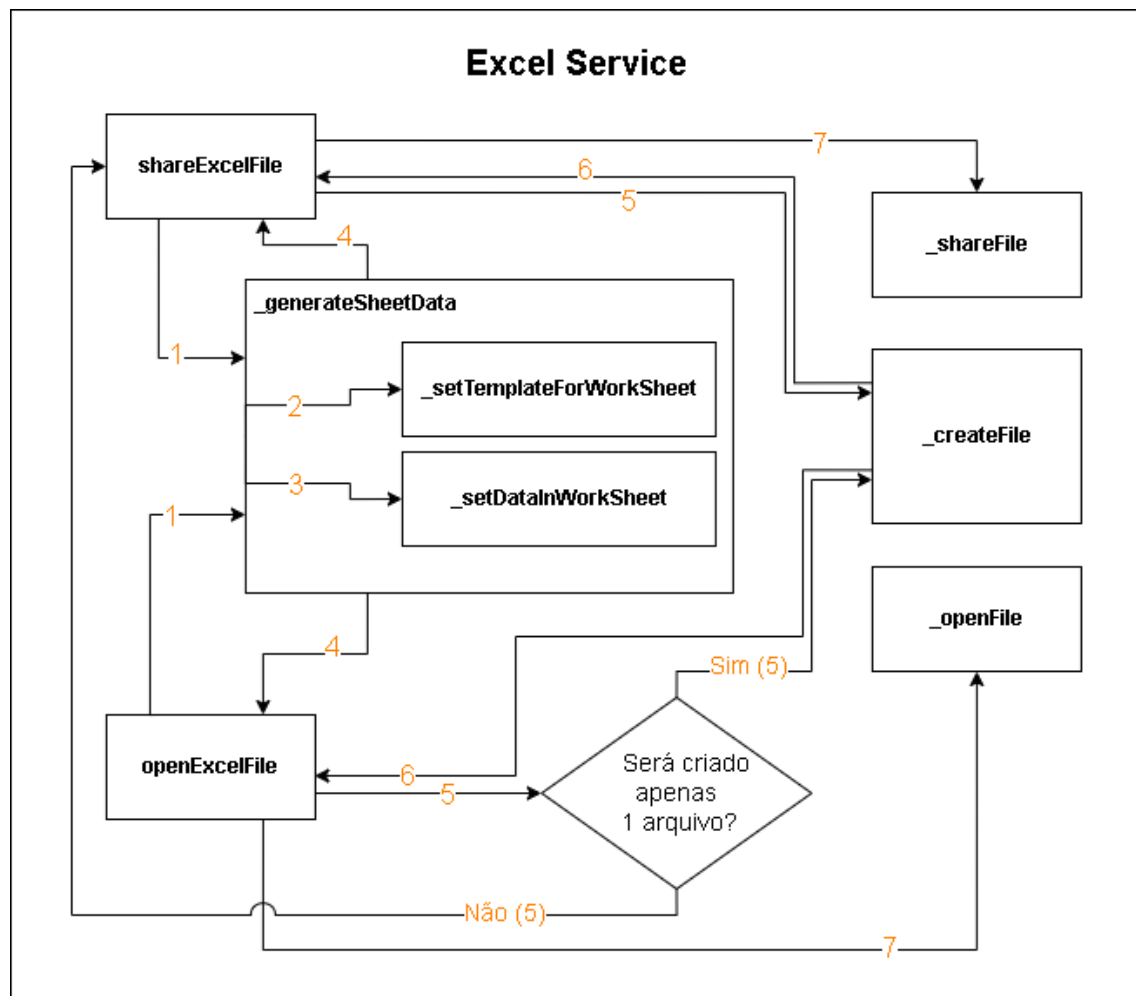 Excel Service
shareExcelFile
7
6
5
_shareFile
4
_generateSheetData
1
_setTemplateForWorkSheet
2
_createFile
3
_setDataInWorkSheet
1
_openFile
4
Sim (5)
openExcelFile
6
5
Será criado
apenas
1 arquivo?
Não (5)
7